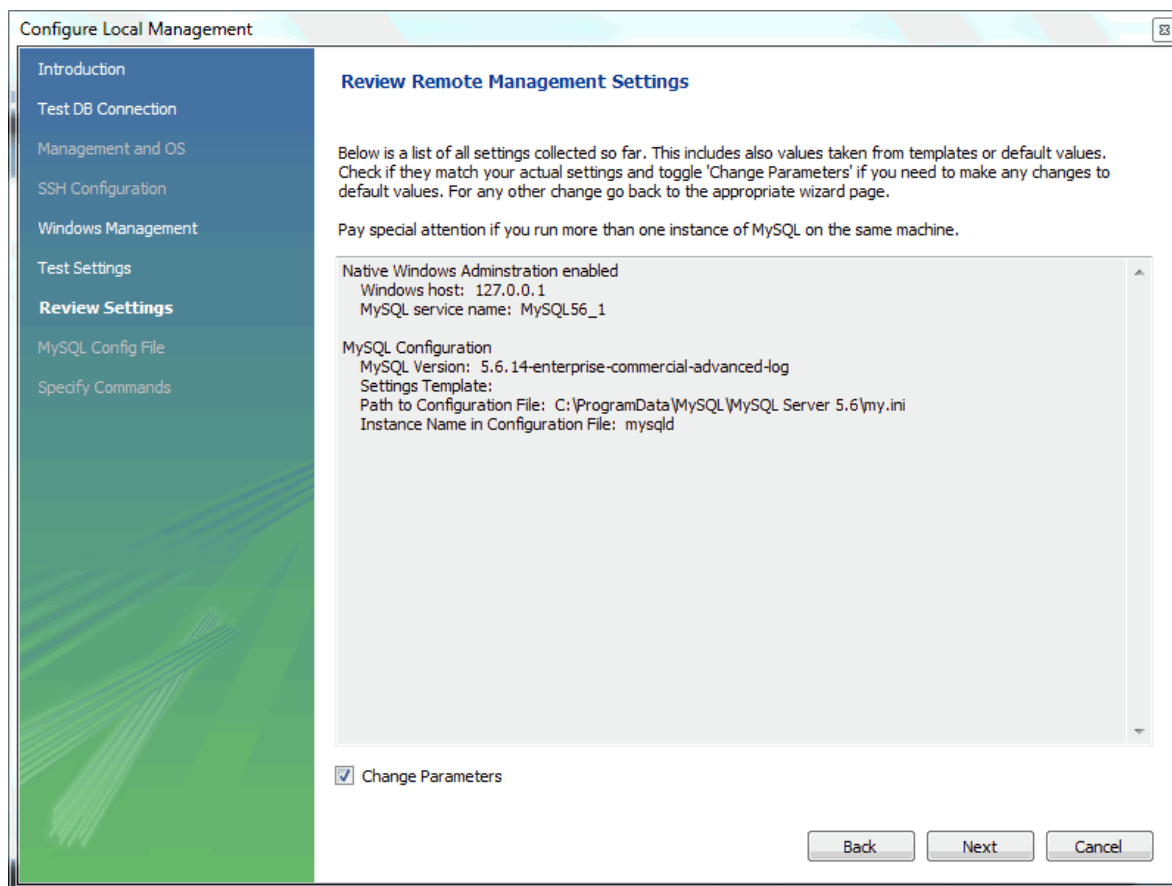 Configure Local Management
Introduction
Test DB Connection
Management and OS
SSH Configuration
Windows Management
Test Settings
Review Settings
MySQL Config File
Specify Commands
Review Remote Management Settings
Below is a list of all settings collected so far. This includes also values taken from templates or default values.
Check if they match your actual settings and toggle 'Change Parameters' if you need to make any changes to
default values. For any other change go back to the appropriate wizard page.
Pay special attention if you run more than one instance of MySQL on the same machine.
Native Windows Adminstration enabled
Windows host: 127.0.0.1
MySQL service name: MySQL56_1
MySQL Configuration
MySQL Version: 5.6.14-enterprise-commercial-advanced-log
Settings Template:
Path to Configuration File: C:\ProgramData\MySQL\MySQL Server 5.6\my.ini
Instance Name in Configuration File: mysqld
Change Parameters
Back Next Cancel